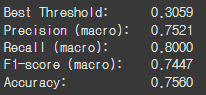 Best Threshold: 0.3059
Precision (macro): 0.7521
Recall (macro): 0.8000
F1-score (macro): 0.7447
Accuracy: 0.7560